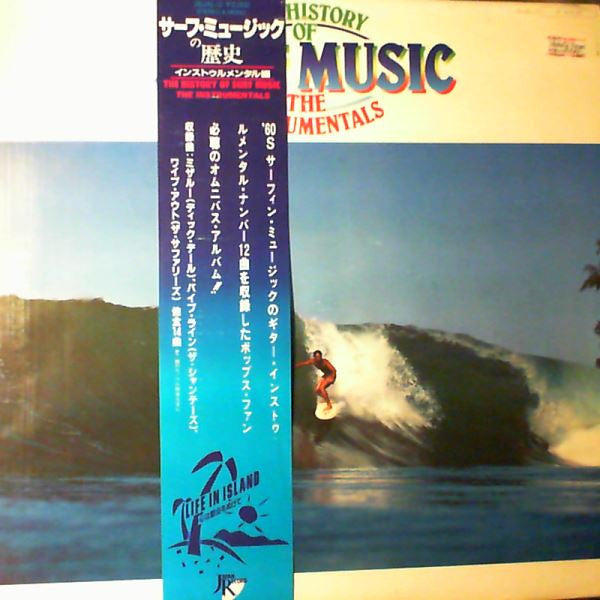 サーフ・ミュージック
の歴史
インストゥルメンタル編
THE HISTORY OF SURF MUSIC
THE INSTRUMENTALS
'60S サーフィン・ミュージックのギター・インストゥ
ルメンタル・ナンバー12曲を収録したポップス・ファン
必聴のオムニバス・アルバム!!
収録曲:ミザルー(ディック・デール)、パイプ・ライン(ザ・シャンテーズ)、
ワイプ・アウト(ザ・サファリーズ) 他全14曲
LIFE IN ISLAND
JAPAN RECORD
HISTORY
OF
MUSIC
THE
UMENTALS